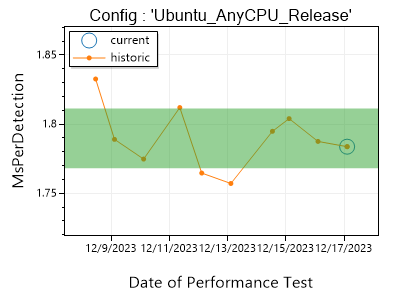 Config : 'Ubuntu_AnyCPU_Release'
current
historic
MsPerDetection
1.85
1.8
1.75
12/9/2023 12/11/2023 12/13/2023 12/15/2023 12/17/2023
Date of Performance Test